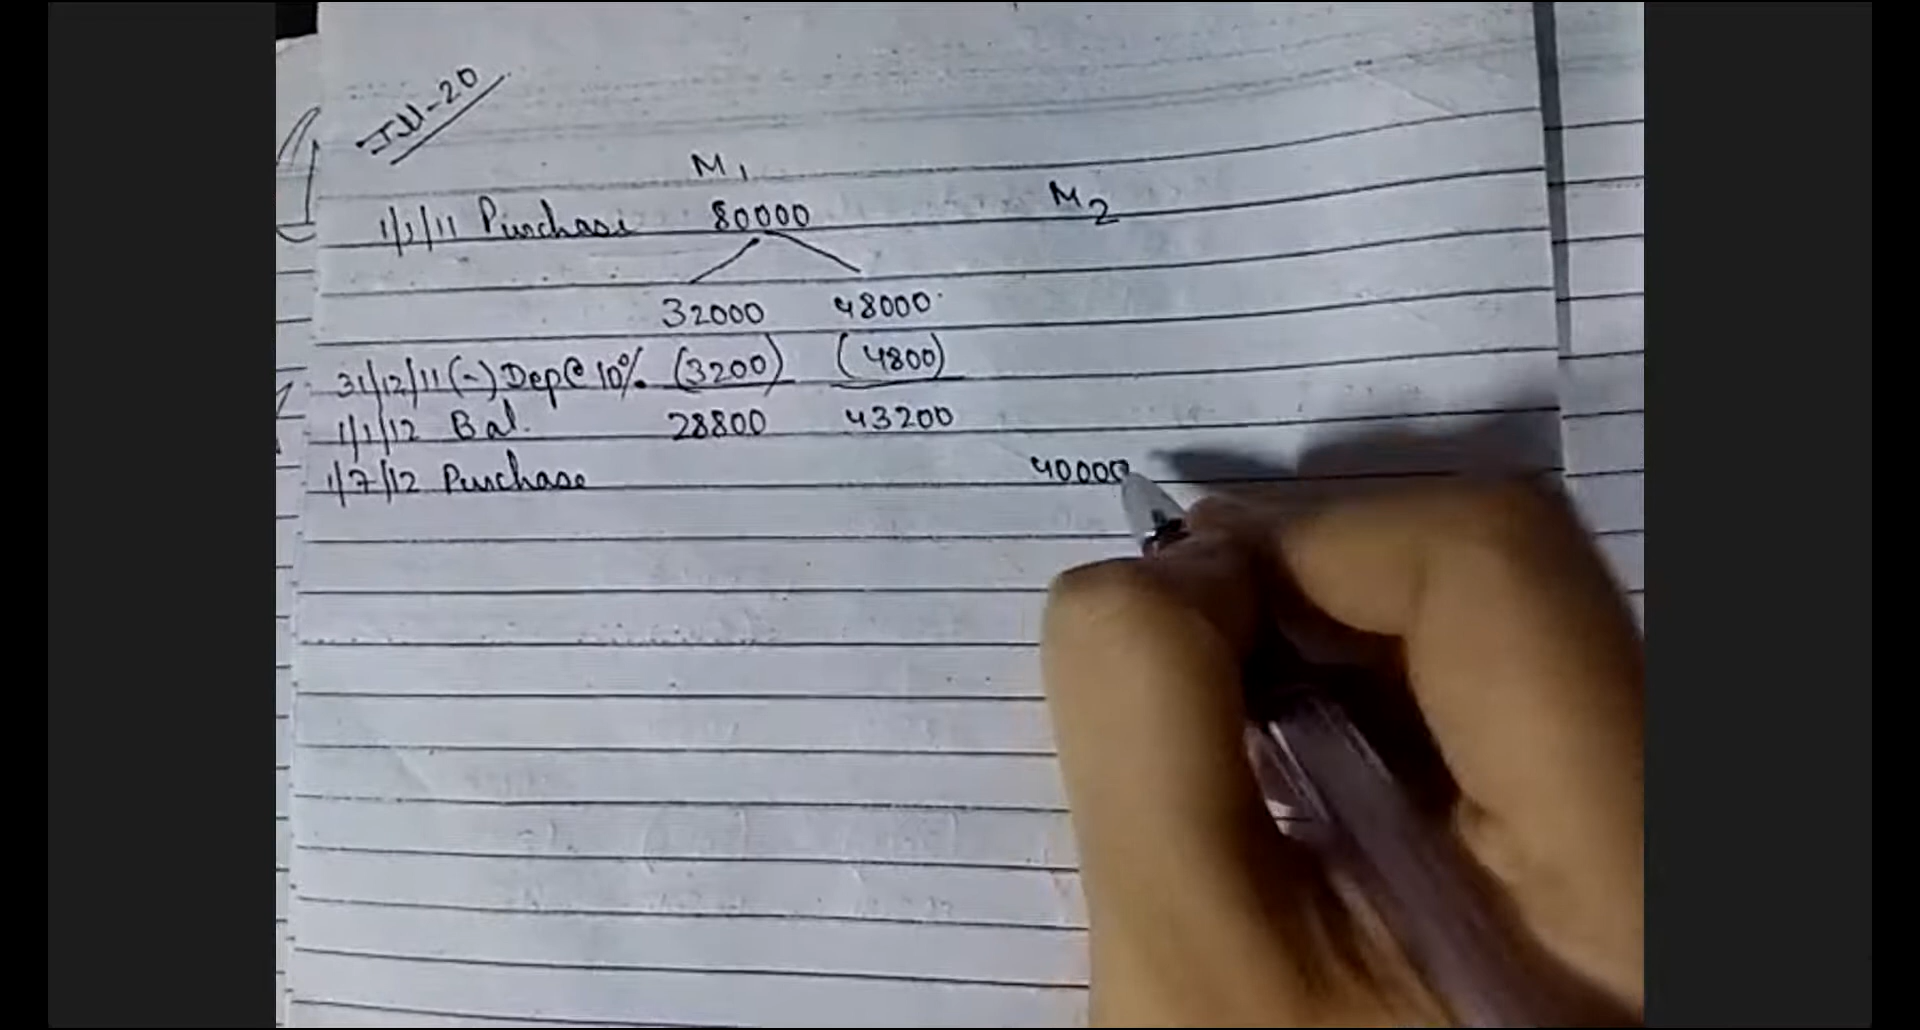 Ill-20
M1
M2
1/1/11 Purchase 80000
32000 48000
31/12/11 (-) Dep@ 10% (3200) (4800)
1/1/12 Bal. 28800 43200
1/7/12 Purchase 40000